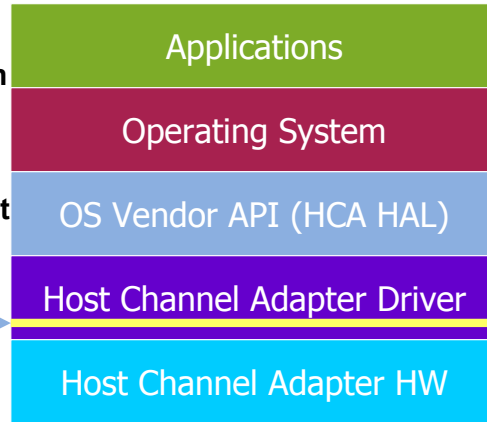 Applications
n
Operating System
t
OS Vendor API (HCA HAL)
Host Channel Adapter Driver
Host Channel Adapter HW